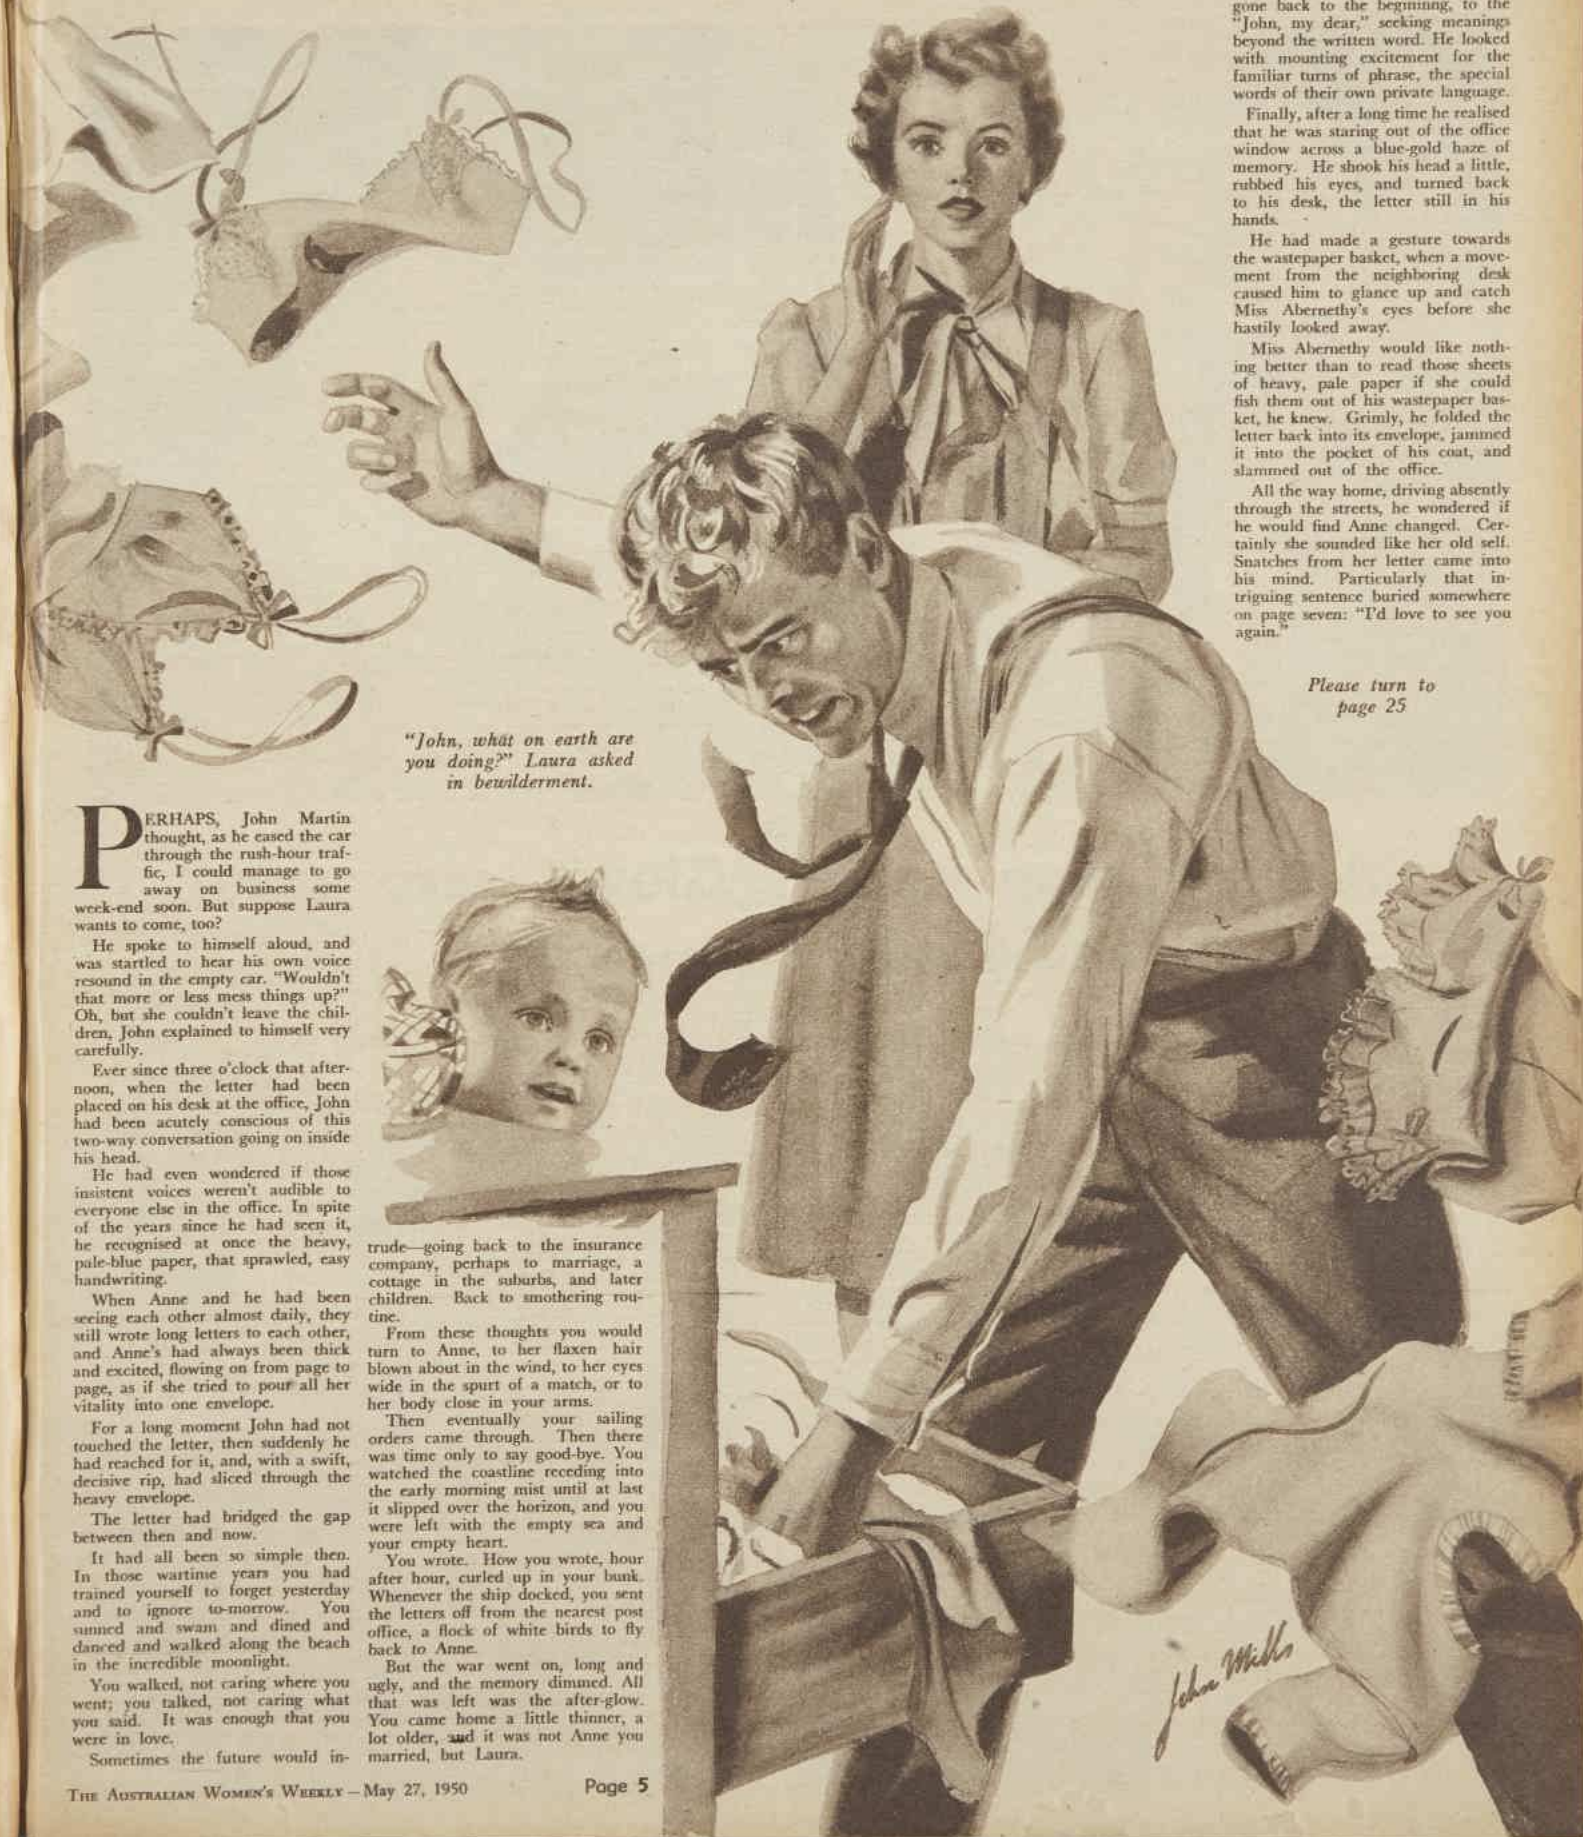 "John, what on earth are
you doing?" Laura asked
in bewilderment.
PERHAPS, John Martin
thought, as he eased the car
through the rush-hour traf-
fic, I could manage to go
away on business some
week-end soon. But suppose Laura
wants to come, too?
He spoke to himself aloud, and
was startled to hear his own voice
resound in the empty car. "Wouldn't
that more or less mess things up?"
Oh, but she couldn't leave the chil-
dren, John explained to himself very
carefully.
Ever since three o'clock that after-
noon, when the letter had been
placed on his desk at the office, John
had been acutely conscious of this
two-way conversation going on inside
his head.
He had even wondered if those
insistent voices weren't audible to
everyone else in the office. In spite
of the years since he had seen it,
he recognised at once the heavy,
pale-blue paper, that sprawled, easy
handwriting.
When Anne and he had been
seeing each other almost daily, they
still wrote long letters to each other,
and Anne's had always been thick
and excited, flowing on from page to
page, as if she tried to pour all her
vitality into one envelope.
For a long moment John had not
touched the letter, then suddenly he
had reached for it, and, with a swift,
decisive rip, had sliced through the
heavy envelope.
The letter had bridged the gap
between then and now.
It had all been so simple then.
In those wartime years you had
trained yourself to forget yesterday
and to ignore to-morrow. You
sunned and swam and dined and
danced and walked along the beach
in the incredible moonlight.
You walked, not caring where you
went; you talked, not caring what
you said. It was enough that you
were in love.
Sometimes the future would in-
trude—going back to the insurance
company, perhaps to marriage, a
cottage in the suburbs, and later
children. Back to smothering rou-
tine.
From these thoughts you would
turn to Anne, to her flaxen hair
blown about in the wind, to her eyes
wide in the spurt of a match, or to
her body close in your arms.
Then eventually your sailing
orders came through. Then there
was time only to say good-bye. You
watched the coastline receding into
the early morning mist until at last
it slipped over the horizon, and you
were left with the empty sea and
your empty heart.
You wrote. How you wrote, hour
after hour, curled up in your bunk.
Whenever the ship docked, you sent
the letters off from the nearest post
office, a flock of white birds to fly
back to Anne.
But the war went on, long and
ugly, and the memory dimmed. All
that was left was the after-glow.
You came home a little thinner, a
lot older, and it was not Anne you
married, but Laura.
gone back to the beginning, to the
"John, my dear," seeking meanings
beyond the written word. He looked
with mounting excitement for the
familiar turns of phrase, the special
words of their own private language.
Finally, after a long time he realised
that he was staring out of the office
window across a blue-gold haze of
memory. He shook his head a little,
rubbed his eyes, and turned back
to his desk, the letter still in his
hands.
He had made a gesture towards
the wastepaper basket, when a move-
ment from the neighboring desk
caused him to glance up and catch
Miss Abernethy's eyes before she
hastily looked away.
Miss Abernethy would like noth-
ing better than to read those sheets
of heavy, pale paper if she could
fish them out of his wastepaper bas-
ket, he knew. Grimly, he folded the
letter back into its envelope, jammed
it into the pocket of his coat, and
slammed out of the office.
All the way home, driving absently
through the streets, he wondered if
he would find Anne changed. Cer-
tainly she sounded like her old self.
Snatches from her letter came into
his mind. Particularly that in-
triguing sentence buried somewhere
on page seven: "I'd love to see you
again."
Please turn to
page 25
John Mills
THE AUSTRALIAN WOMEN'S WEEKLY — May 27, 1950
Page 5